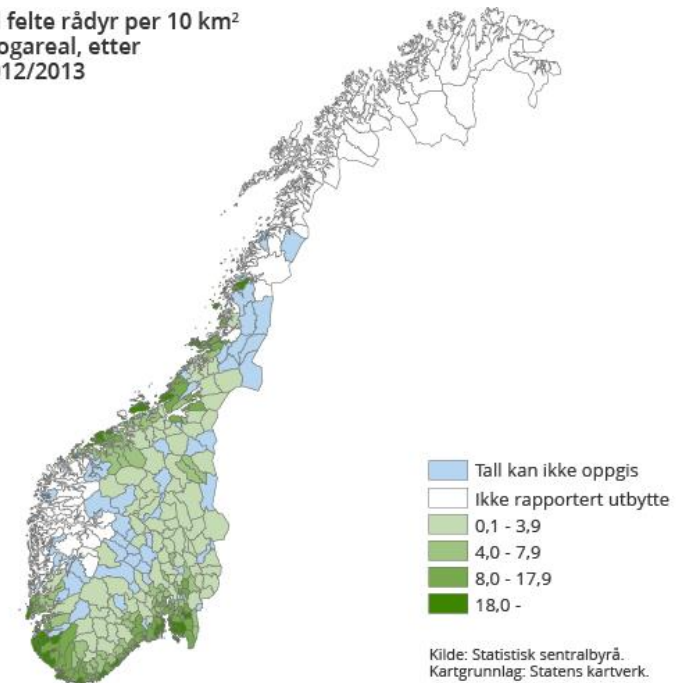 felte rådyr per 10 km²
etter
12/2013
Tall kan ikke oppgis
Ikke rapportert utbytte
0,1 - 3,9
4,0 - 7,9
8,0 - 17,9
18,0 -
Kilde: Statistisk sentralbyrå.
Kartgrunnlag: Statens kartverk.